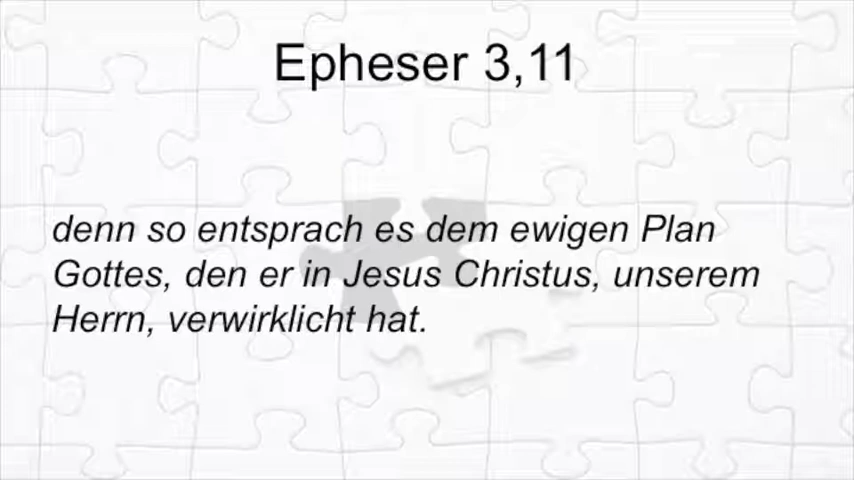 Epheser 3,11
denn so entsprach es dem ewigen Plan
Gottes, den er in Jesus Christus, unserem
Herrn, verwirklicht hat.